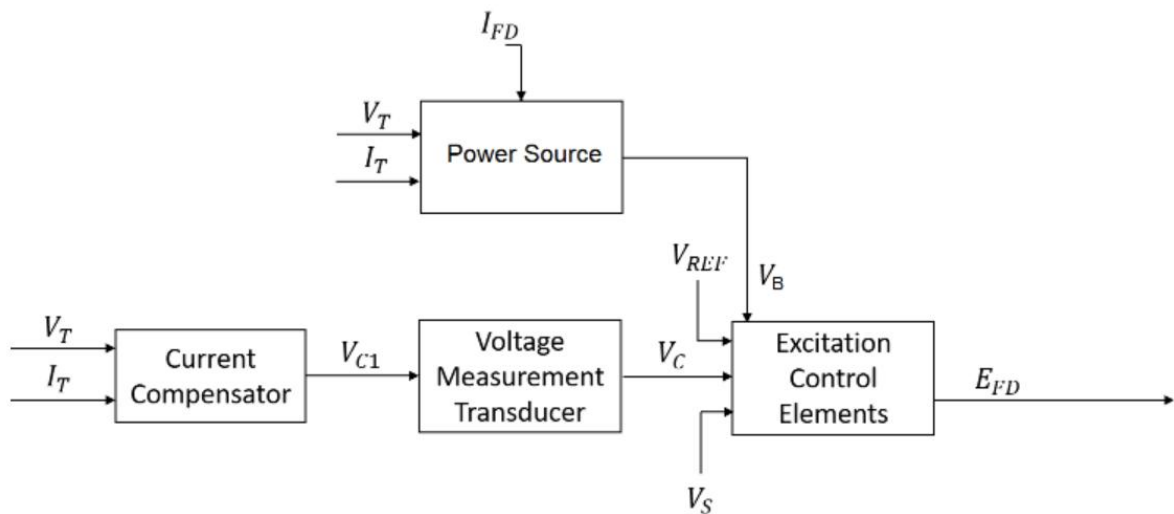 I_FD
V_T
I_T
Power Source
V_REF
V_B
V_T
I_T
Current
Compensator
V_C1
Voltage
Measurement
Transducer
V_C
Excitation
Control
Elements
E_FD
V_S